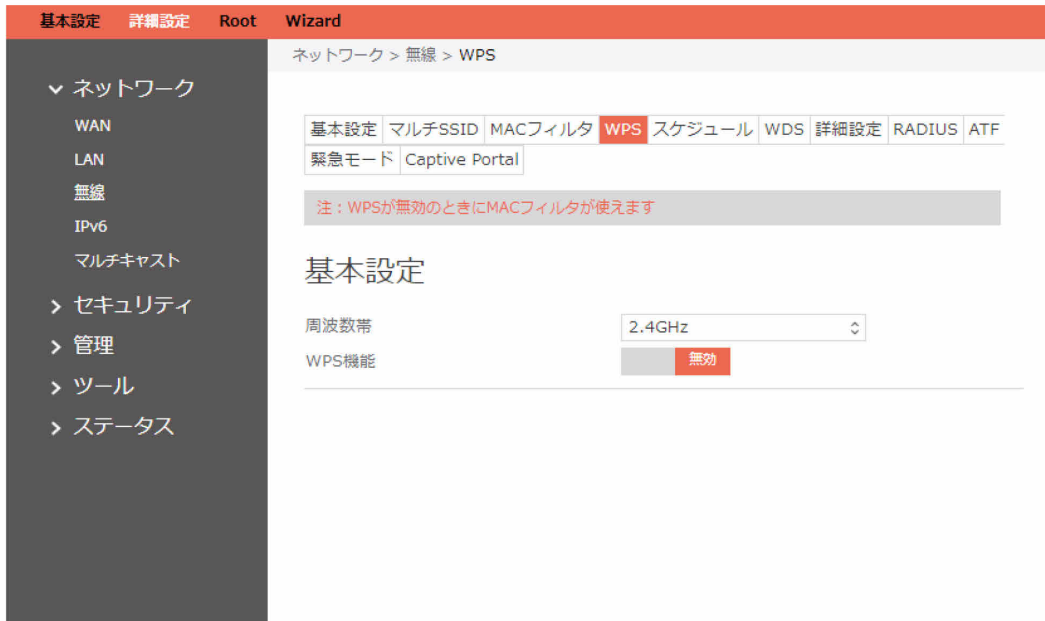 基本設定 詳細設定 Root Wizard
ネットワーク > 無線 > WPS
ネットワーク
WAN
LAN
無線
IPv6
マルチキャスト
セキュリティ
管理
ツール
ステータス
基本設定 マルチSSID MACフィルタ WPS スケジュール WDS 詳細設定 RADIUS ATF
緊急モード Captive Portal
注：WPSが無効のときにMACフィルタが使えます
基本設定
周波数帯 2.4GHz
WPS機能 無効